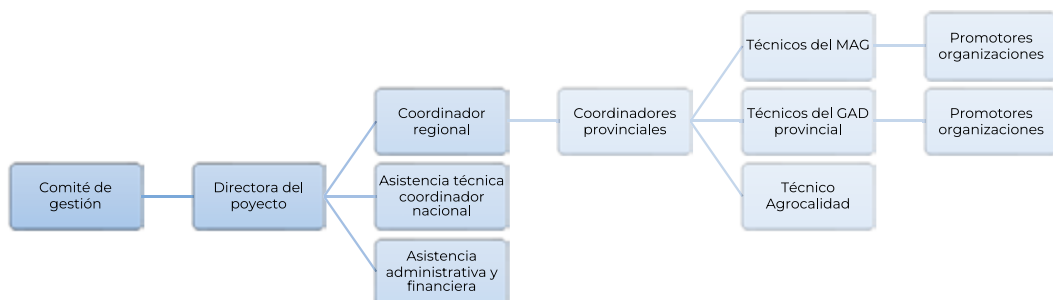 Comité de
gestión
Directora del
poyecto
Coordinador
regional
Asistencia técnica
coordinador
nacional
Asistencia
administrativa y
financiera
Coordinadores
provinciales
Técnicos del MAG
Técnicos del GAD
provincial
Técnico
Agrocalidad
Promotores
organizaciones
Promotores
organizaciones